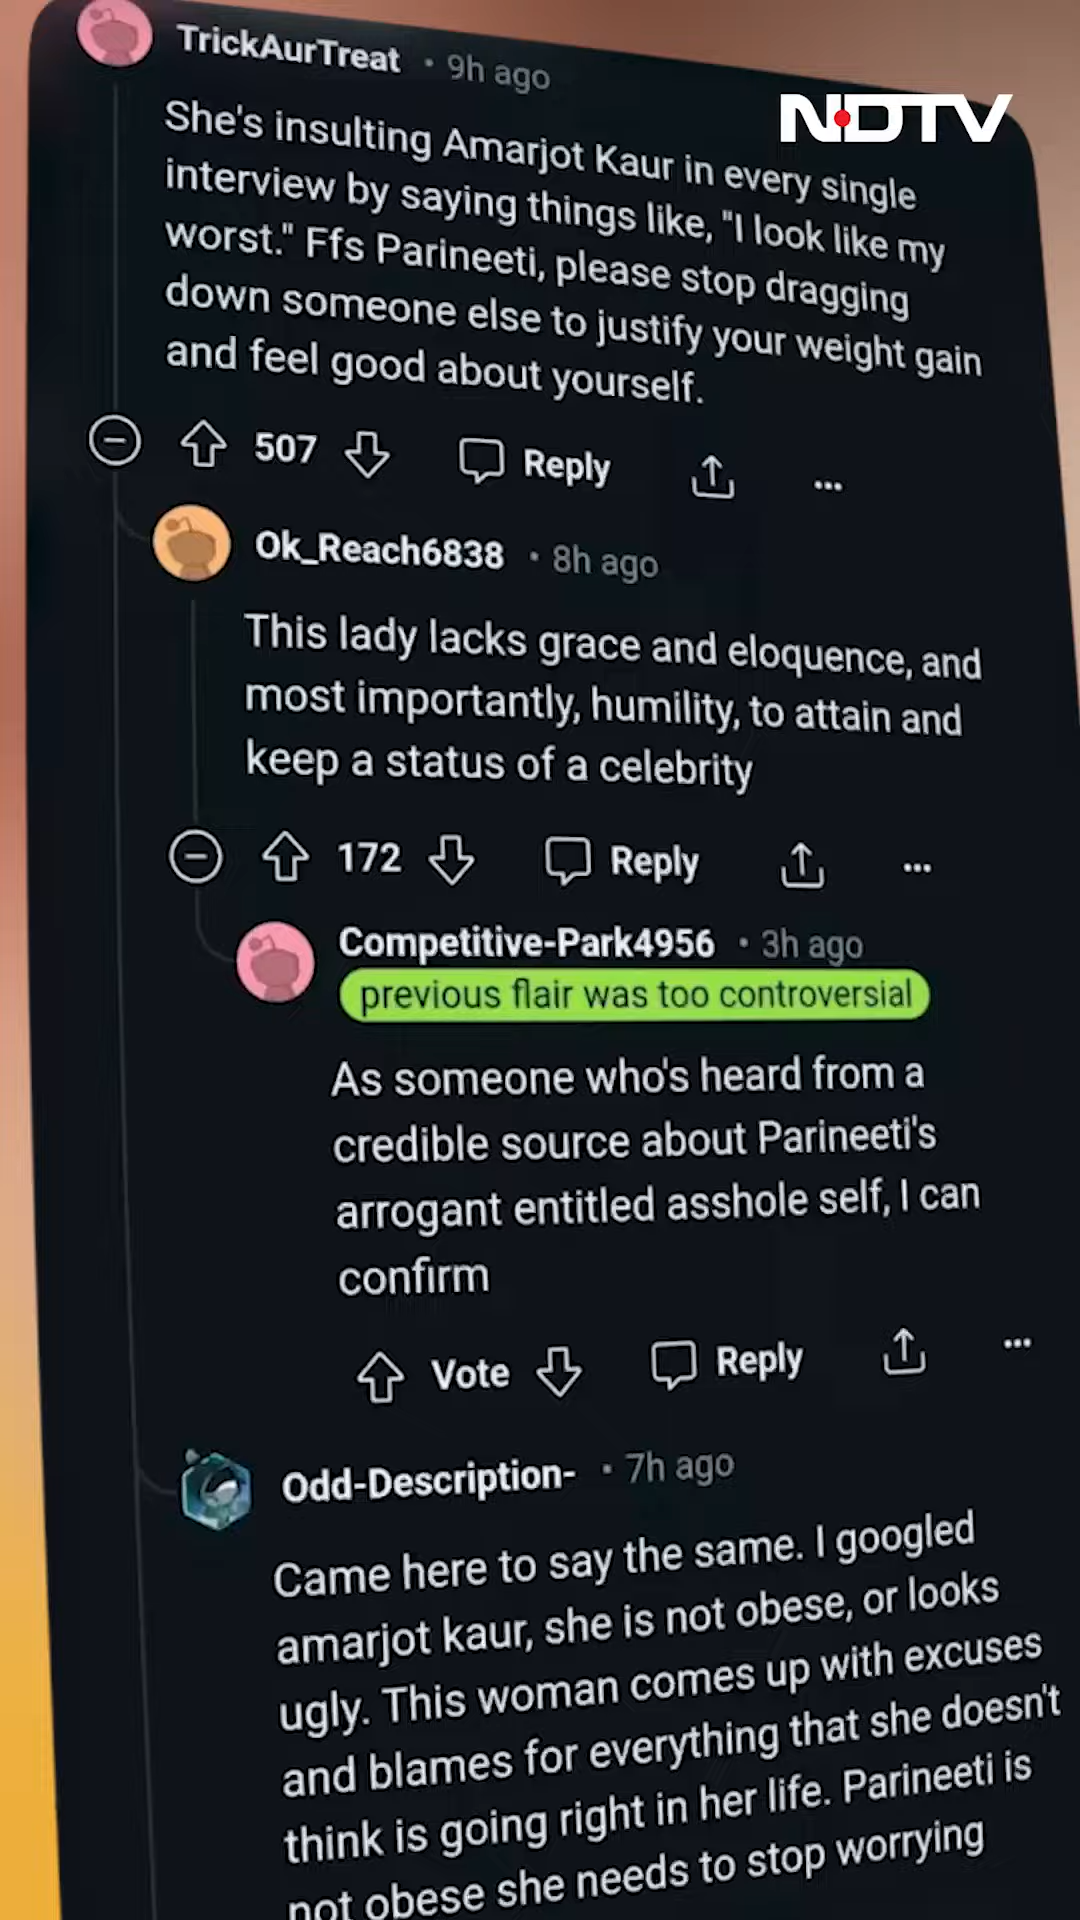 TrickAurTreat • 9h ago
NDTV
She's insulting Amarjot Kaur in every single
interview by saying things like, "I look like my
worst." Ffs Parineeti, please stop dragging
down someone else to justify your weight gain
and feel good about yourself.
507 Reply ...
Ok_Reach6838 • 8h ago
This lady lacks grace and eloquence, and
most importantly, humility, to attain and
keep a status of a celebrity
172 Reply ...
Competitive-Park4956 • 3h ago
previous flair was too controversial
As someone who's heard from a
credible source about Parineeti's
arrogant entitled asshole self, I can
confirm
Vote Reply ...
Odd-Description- • 7h ago
Came here to say the same. I googled
amarjot kaur, she is not obese, or looks
ugly. This woman comes up with excuses
and blames for everything that she doesn't
think is going right in her life. Parineeti is
not obese she needs to stop worrying